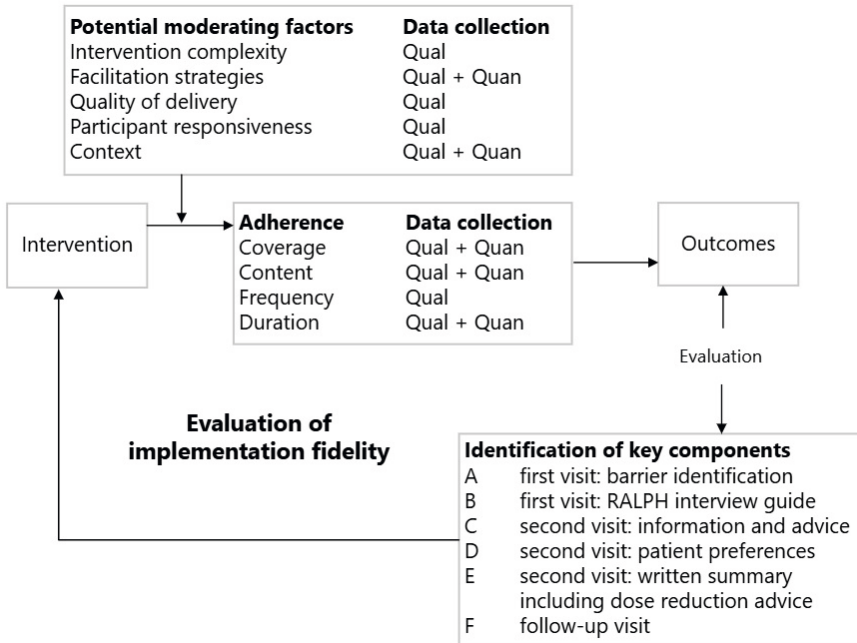 Potential moderating factors Data collection
Intervention complexity Qual
Facilitation strategies Qual + Quan
Quality of delivery Qual
Participant responsiveness Qual
Context Qual + Quan
Intervention
Adherence Data collection
Coverage Qual + Quan
Content Qual + Quan
Frequency Qual
Duration Qual + Quan
Outcomes
Evaluation
Evaluation of
implementation fidelity
Identification of key components
A first visit: barrier identification
B first visit: RALPH interview guide
C second visit: information and advice
D second visit: patient preferences
E second visit: written summary
including dose reduction advice
F follow-up visit